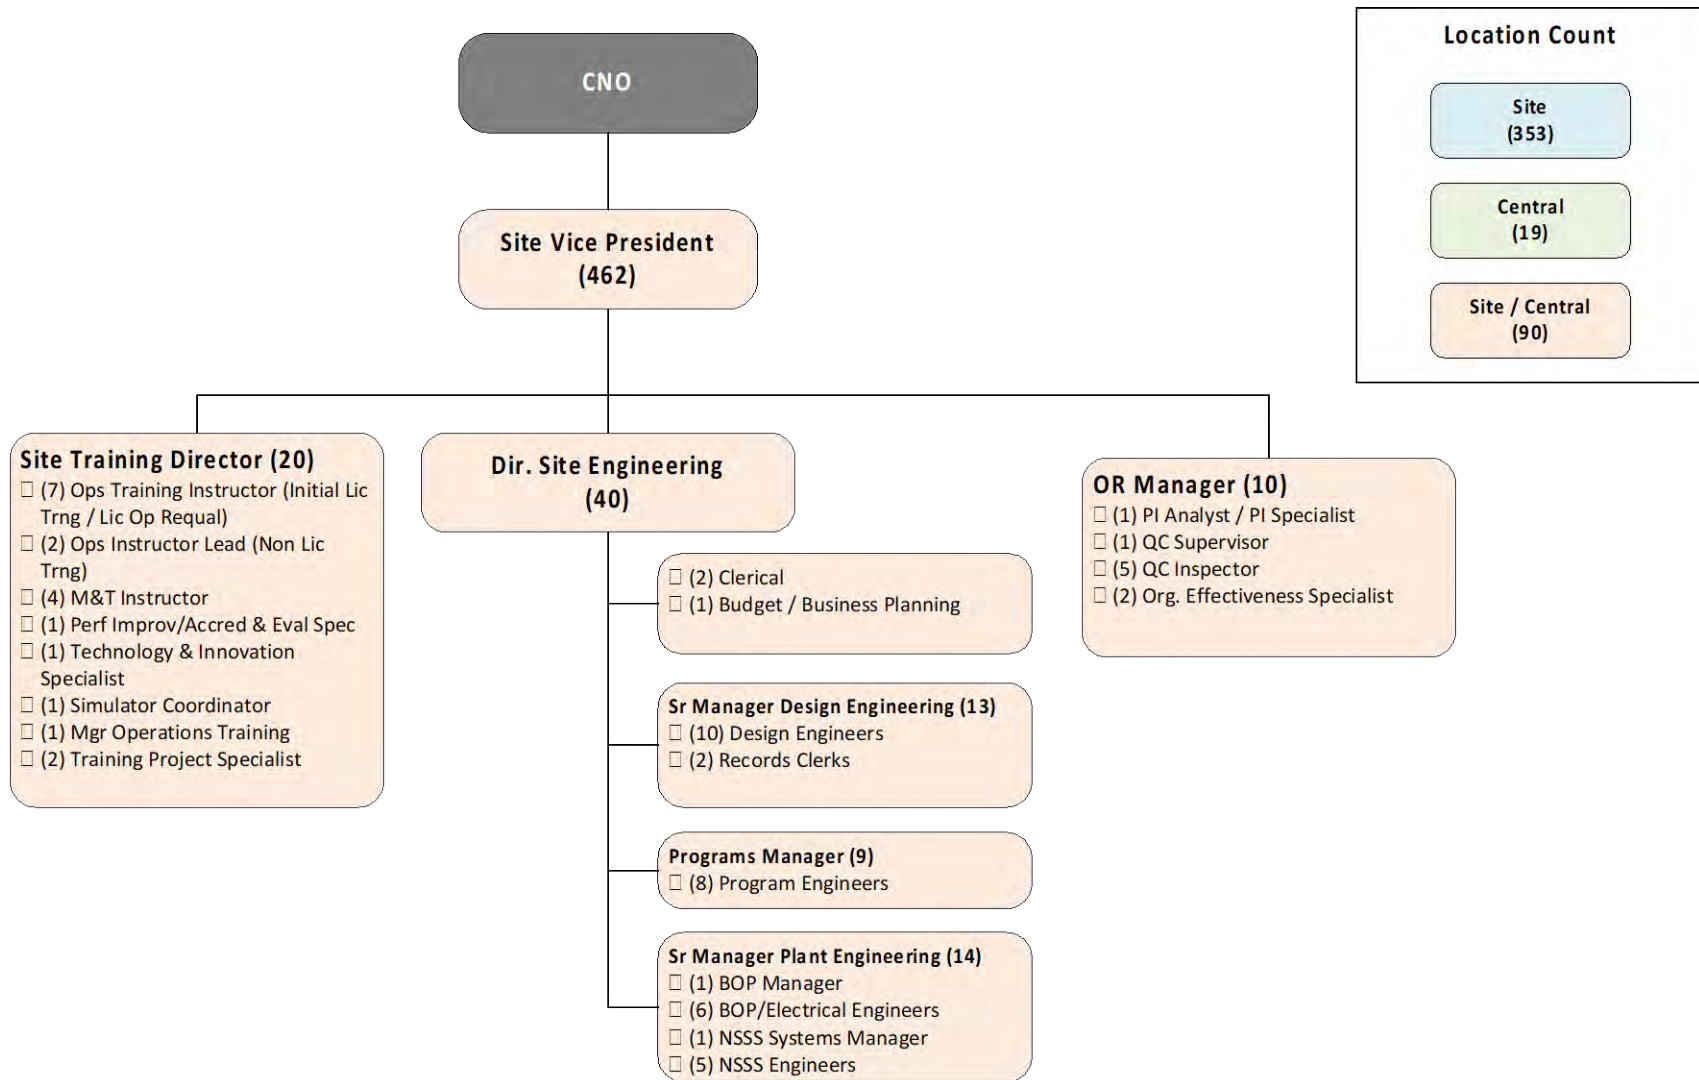 CNO
Location Count
Site
(353)
Central
(19)
Site / Central
(90)
Site Vice President
(462)
Site Training Director (20)
(7) Ops Training Instructor (Initial Lic
Trng / Lic Op Requal)
(2) Ops Instructor Lead (Non Lic
Trng)
(4) M&T Instructor
(1) Perf Improv/Accred & Eval Spec
(1) Technology & Innovation
Specialist
(1) Simulator Coordinator
(1) Mgr Operations Training
(2) Training Project Specialist
Dir. Site Engineering
(40)
(2) Clerical
(1) Budget / Business Planning
Sr Manager Design Engineering (13)
(10) Design Engineers
(2) Records Clerks
Programs Manager (9)
(8) Program Engineers
Sr Manager Plant Engineering (14)
(1) BOP Manager
(6) BOP/Electrical Engineers
(1) NSSS Systems Manager
(5) NSSS Engineers
OR Manager (10)
(1) PI Analyst / PI Specialist
(1) QC Supervisor
(5) QC Inspector
(2) Org. Effectiveness Specialist